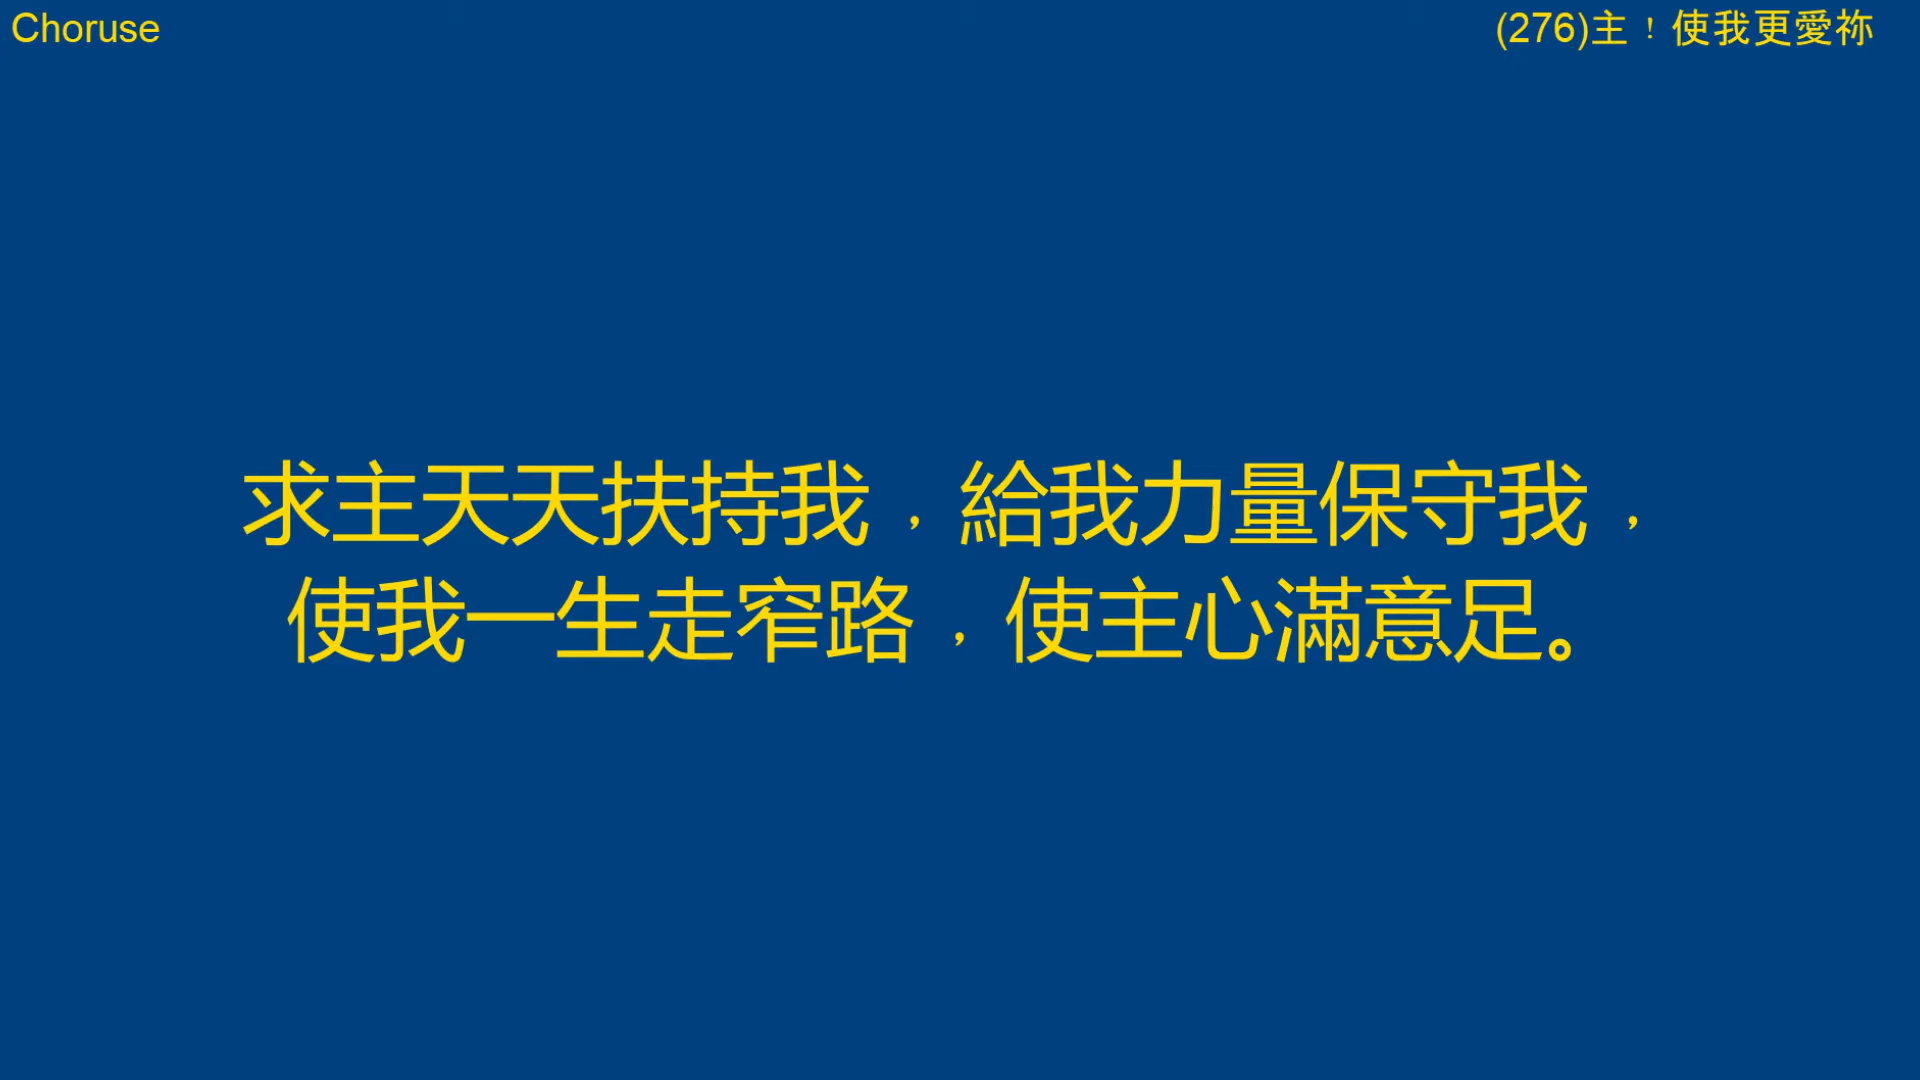 Choruse
(276)主！使我更愛祢
求主天天扶持我，給我力量保守我，
使我一生走窄路，使主心滿意足。